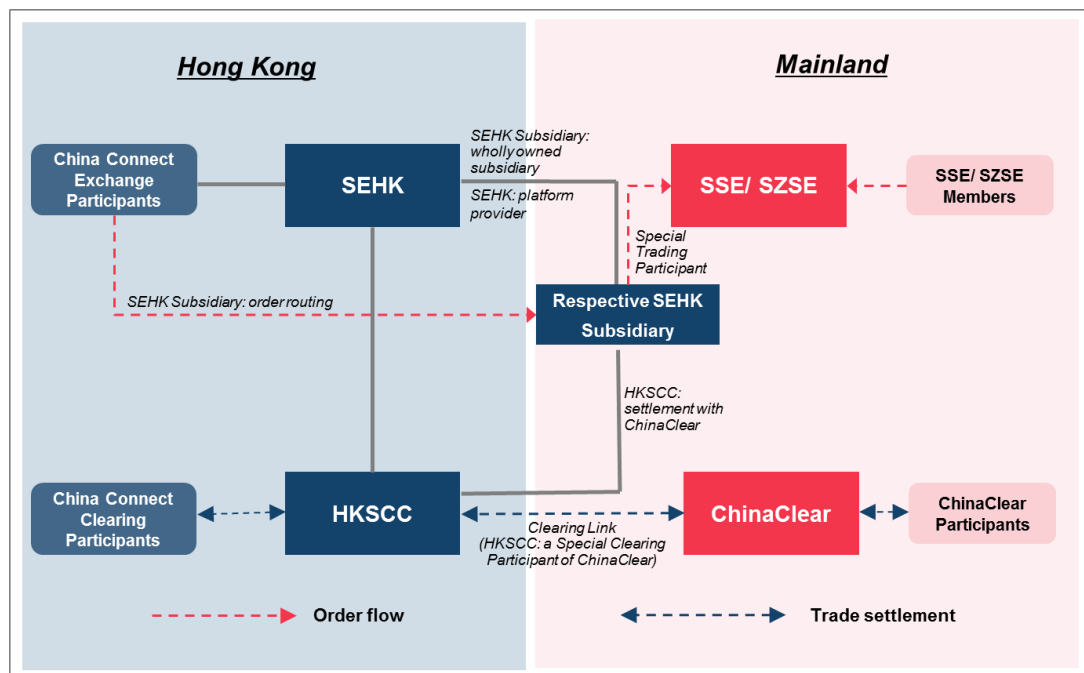 Hong Kong
Mainland
China Connect
Exchange
Participants
SEHK
SEHK Subsidiary:
wholly owned
subsidiary
SEHK: platform
provider
SSE/ SZSE
SSE/ SZSE
Members
Special
Trading
Participant
SEHK Subsidiary: order routing
Respective SEHK
Subsidiary
HKSCC:
settlement with
ChinaClear
China Connect
Clearing
Participants
HKSCC
Clearing Link
(HKSCC: a Special Clearing
Participant of ChinaClear)
ChinaClear
ChinaClear
Participants
Order flow
Trade settlement